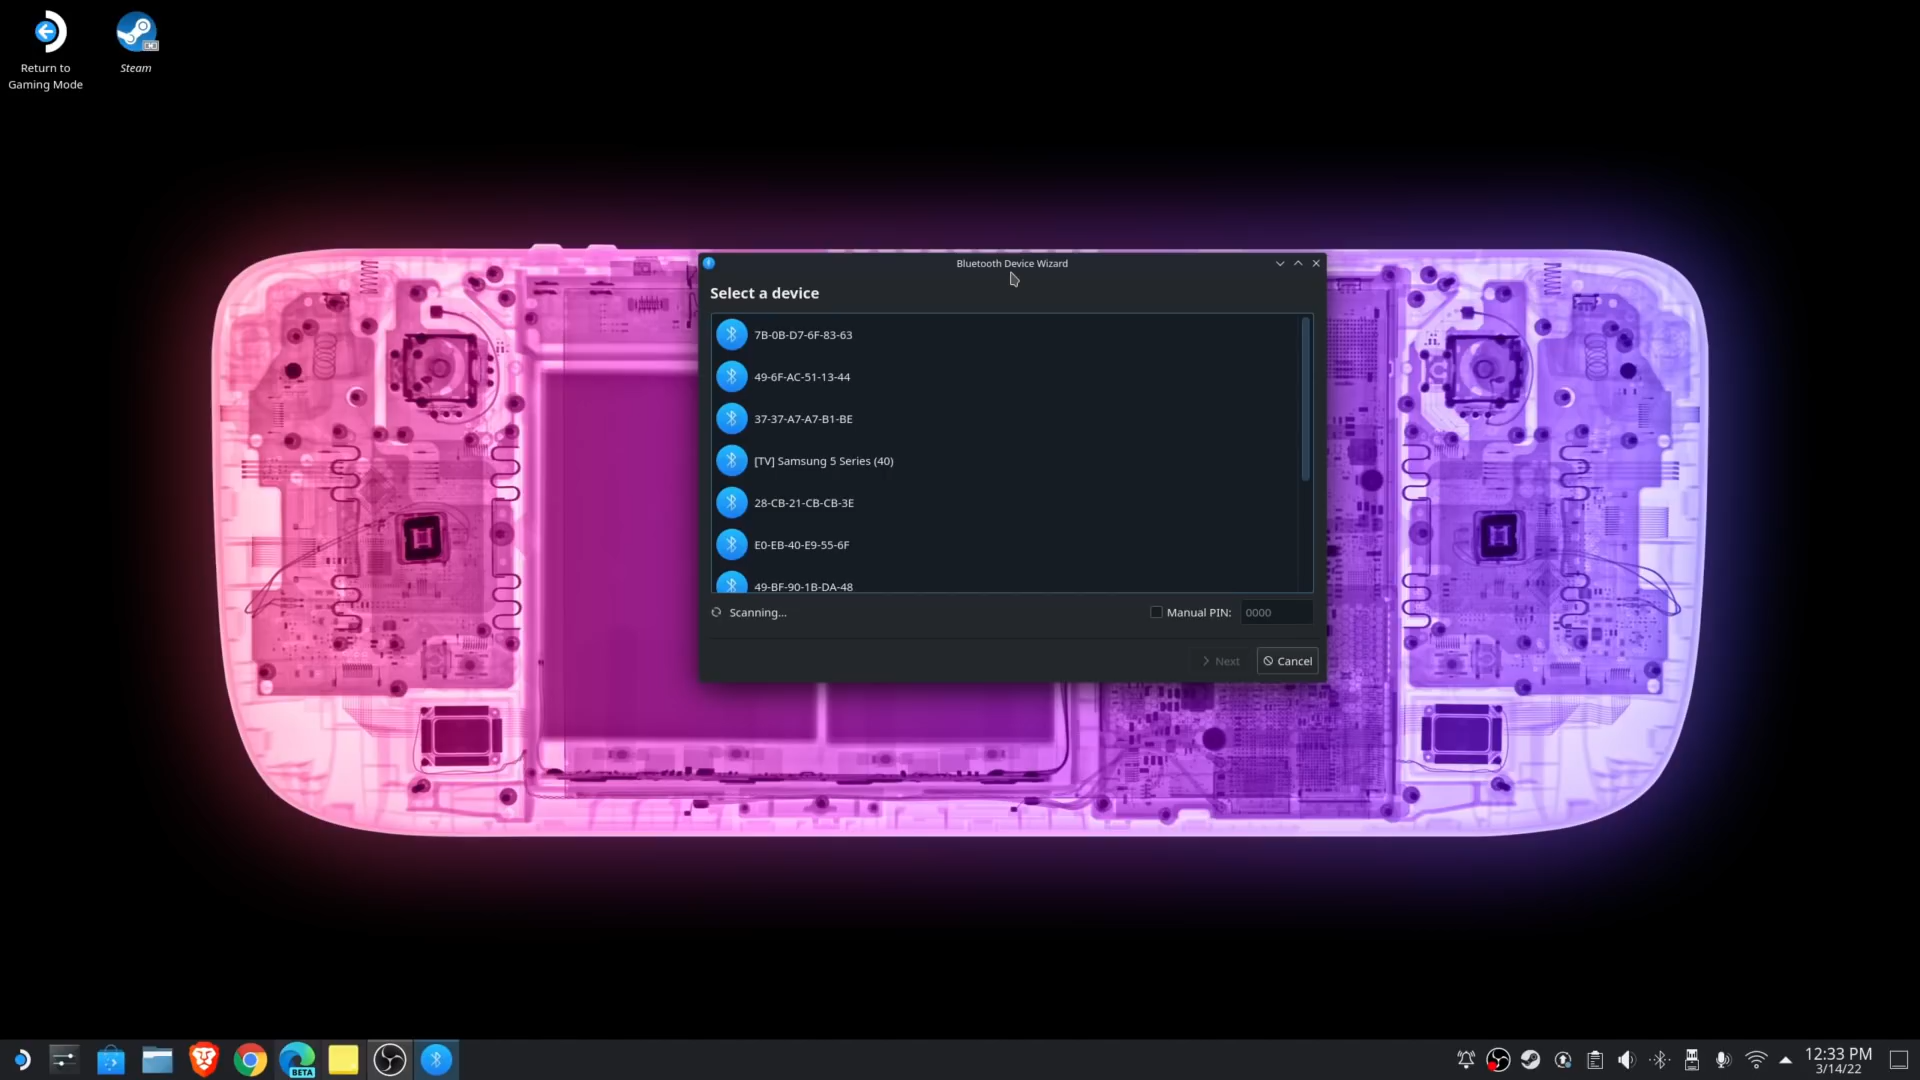 Return to
Gaming Mode
Steam
Bluetooth Device Wizard
Select a device
7B-0B-D7-6F-83-63
49-6F-AC-51-13-44
37-37-A7-A7-B1-BE
[TV] Samsung 5 Series (40)
28-CB-21-CB-CB-3E
E0-EB-40-E9-55-6F
49-BF-90-1B-DA-48
Scanning...
Manual PIN:
0000
Next
Cancel
BETA
12:33 PM
3/14/22